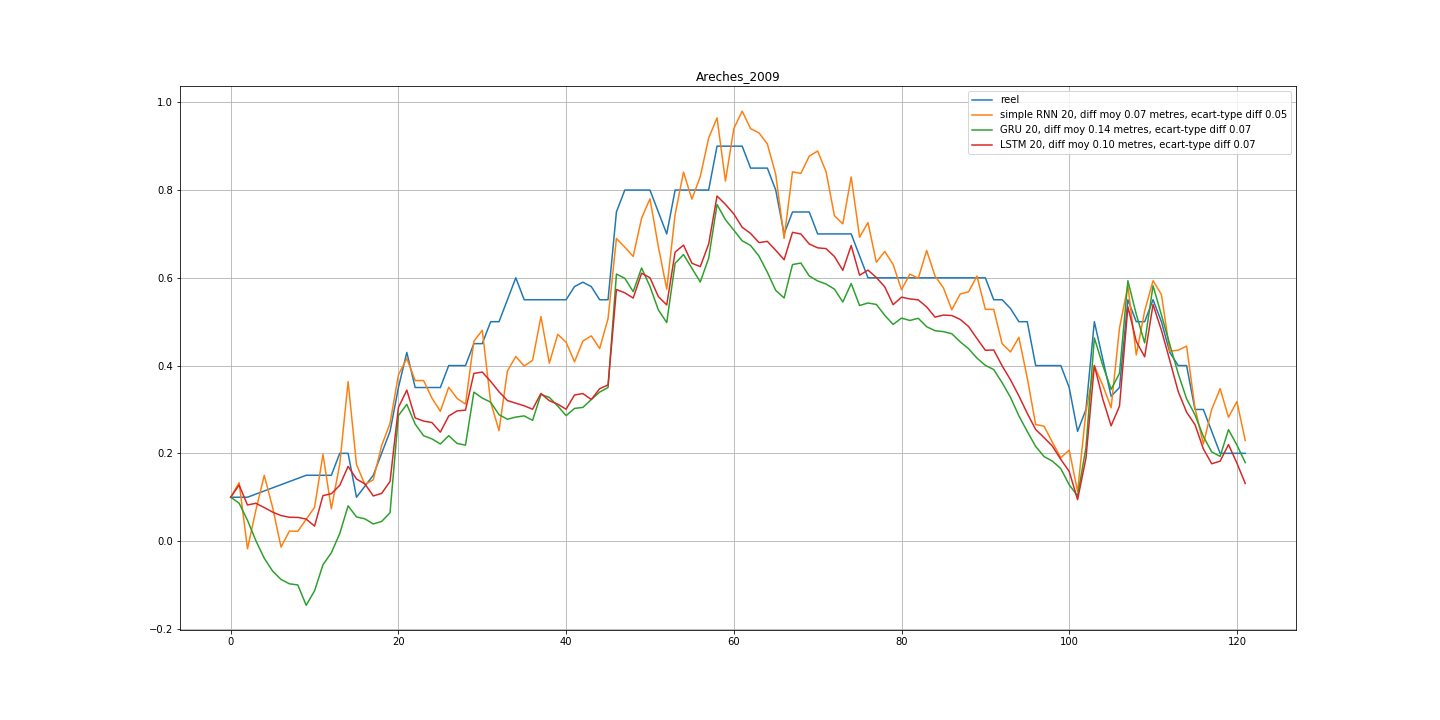 Areches_2009
reel
simple RNN 20, diff moy 0.07 metres, ecart-type diff 0.05
GRU 20, diff moy 0.14 metres, ecart-type diff 0.07
LSTM 20, diff moy 0.10 metres, ecart-type diff 0.07
1.0
0.8
0.6
0.4
0.2
0.0
−0.2
0 20 40 60 80 100 120